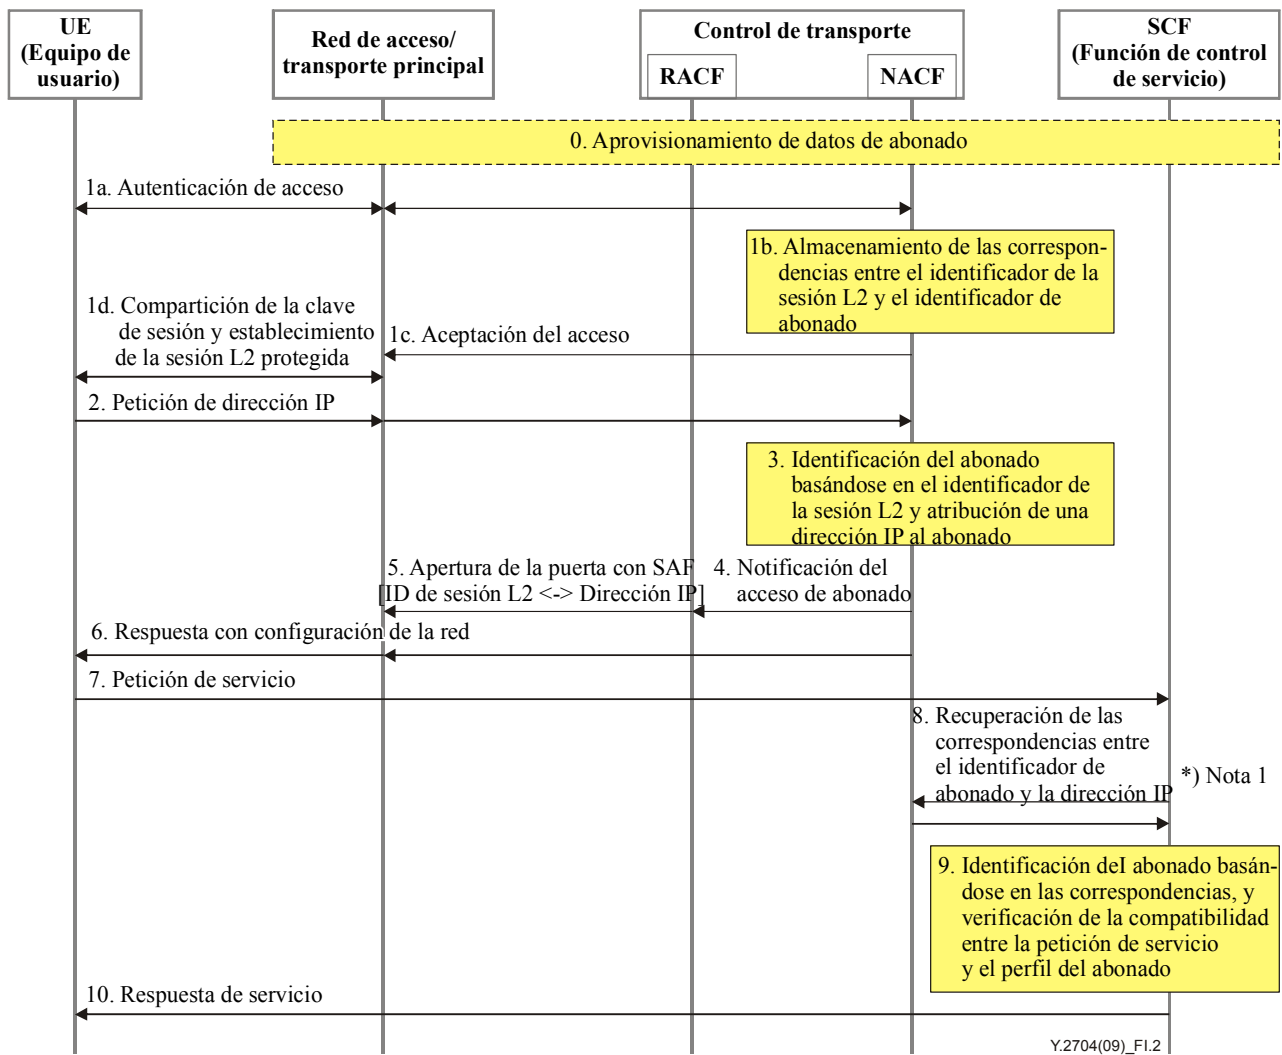 UE
(Equipo de
usuario)
Red de acceso/
transporte principal
Control de transporte
RACF
NACF
SCF
(Función de control
de servicio)
0. Aprovisionamiento de datos de abonado
1a. Autenticación de acceso
1b. Almacenamiento de las correspon-
dencias entre el identificador de la
sesión L2 y el identificador de
abonado
1d. Compartición de la clave
de sesión y establecimiento
de la sesión L2 protegida
1c. Aceptación del acceso
2. Petición de dirección IP
3. Identificación del abonado
basándose en el identificador de
la sesión L2 y atribución de una
dirección IP al abonado
5. Apertura de la puerta con SAF
[ID de sesión L2 <-> Dirección IP]
4. Notificación del
acceso de abonado
6. Respuesta con configuración de la red
7. Petición de servicio
8. Recuperación de las
correspondencias entre
el identificador de
abonado y la dirección IP
*) Nota 1
9. Identificación del abonado basán-
dose en las correspondencias, y
verificación de la compatibilidad
entre la petición de servicio
y el perfil del abonado
10. Respuesta de servicio
Y.2704(09)_FI.2